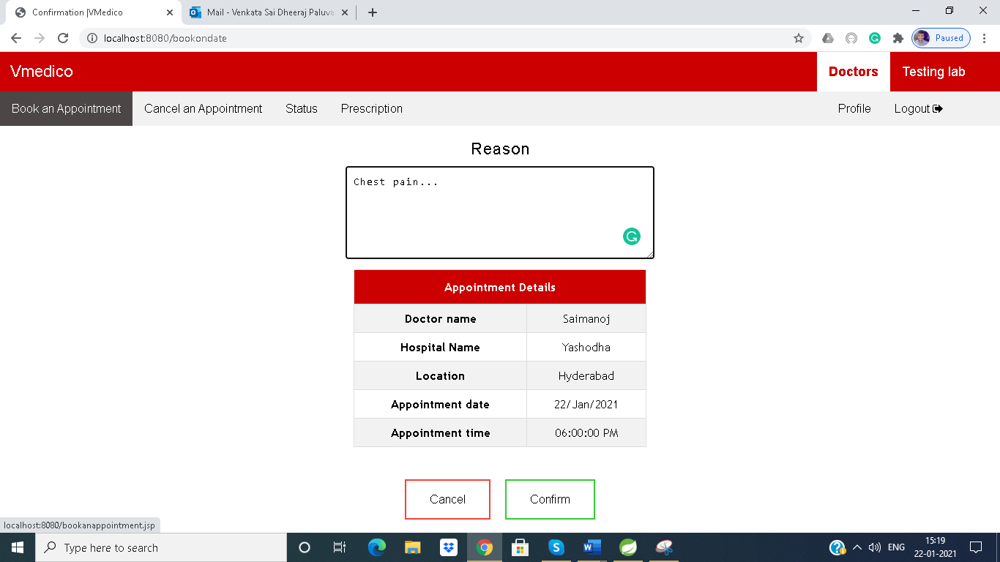 Confirmation |VMedico
Mail - Venkata Sai Dheeraj Paluva
localhost:8080/bookondate
Paused
Vmedico
Doctors
Testing lab
Book an Appointment
Cancel an Appointment
Status
Prescription
Profile
Logout
Reason
Chest pain...
Appointment Details
Doctor name Saimanoj
Hospital Name Yashodha
Location Hyderabad
Appointment date 22/Jan/2021
Appointment time 06:00:00 PM
Cancel
Confirm
localhost:8080/bookanappointment.jsp
Type here to search
ENG
15:19
22-01-2021